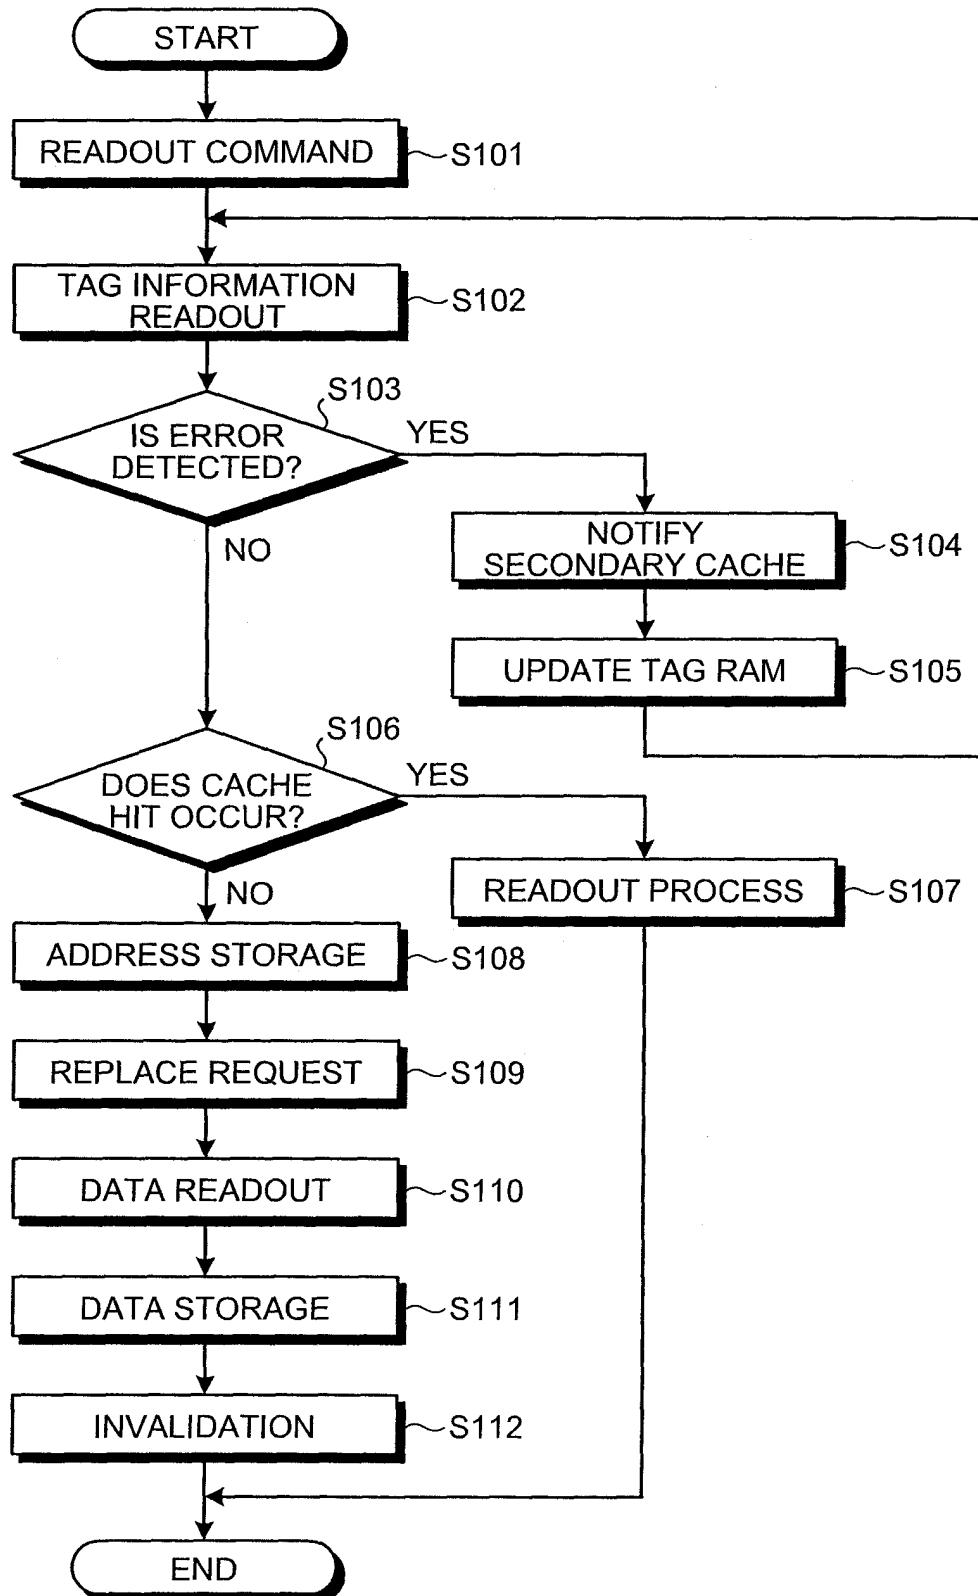 START
READOUT COMMAND
S101
TAG INFORMATION
READOUT
S102
S103
IS ERROR
DETECTED?
YES
NO
NOTIFY
SECONDARY CACHE
S104
UPDATE TAG RAM
S105
S106
DOES CACHE
HIT OCCUR?
YES
NO
READOUT PROCESS
S107
ADDRESS STORAGE
S108
REPLACE REQUEST
S109
DATA READOUT
S110
DATA STORAGE
S111
INVALIDATION
S112
END